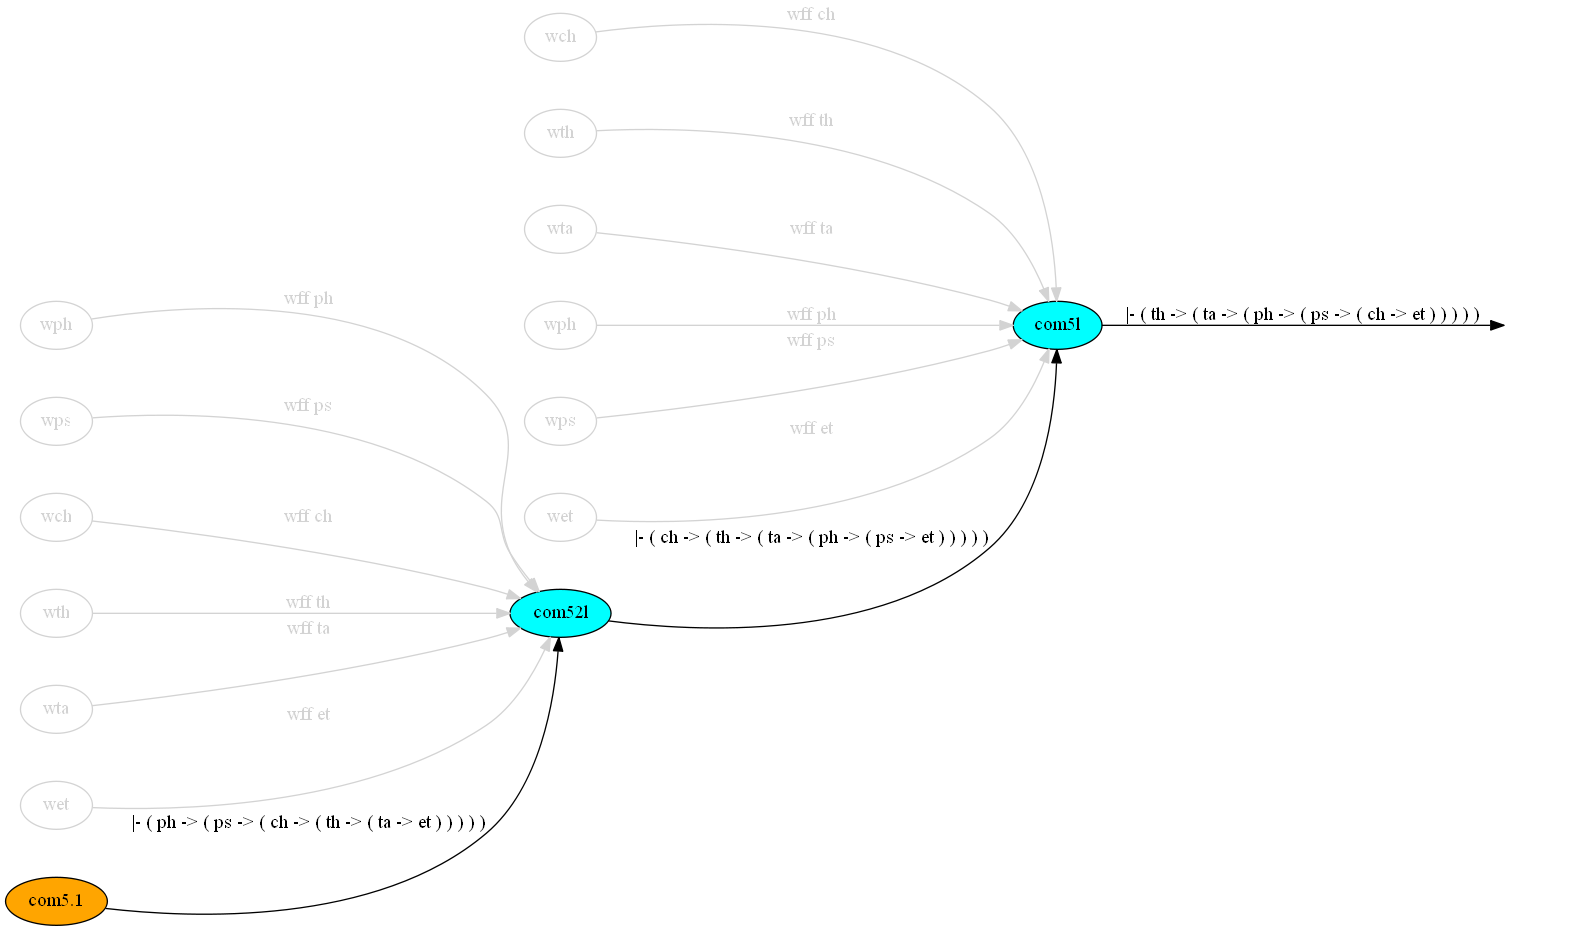 wff ch
wch
wff th
wth
wff ta
wta
wff ph
wph
wff ph
wph
wff ps
com5l
|- ( th -> ( ta -> ( ph -> ( ps -> ( ch -> et ) ) ) ) )
wff ps
wps
wps
wff et
wff ch
wch
wet
|- ( ch -> ( th -> ( ta -> ( ph -> ( ps -> et ) ) ) ) )
wff th
wth
com52l
wff ta
wta
wff et
wet
|- ( ph -> ( ps -> ( ch -> ( th -> ( ta -> et ) ) ) ) )
com5.1